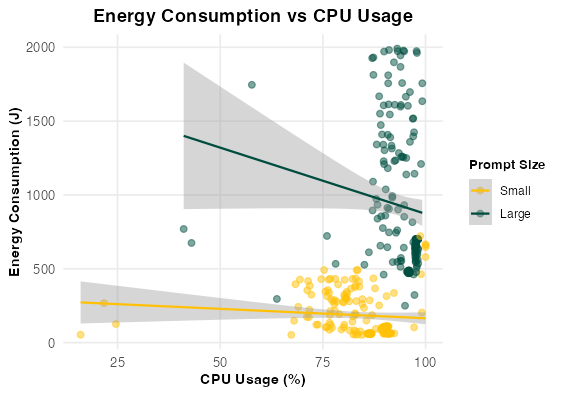 Energy Consumption vs CPU Usage
Energy Consumption (J)
2000
1500
1000
500
0
25
50
75
100
CPU Usage (%)
Prompt Size
Small
Large